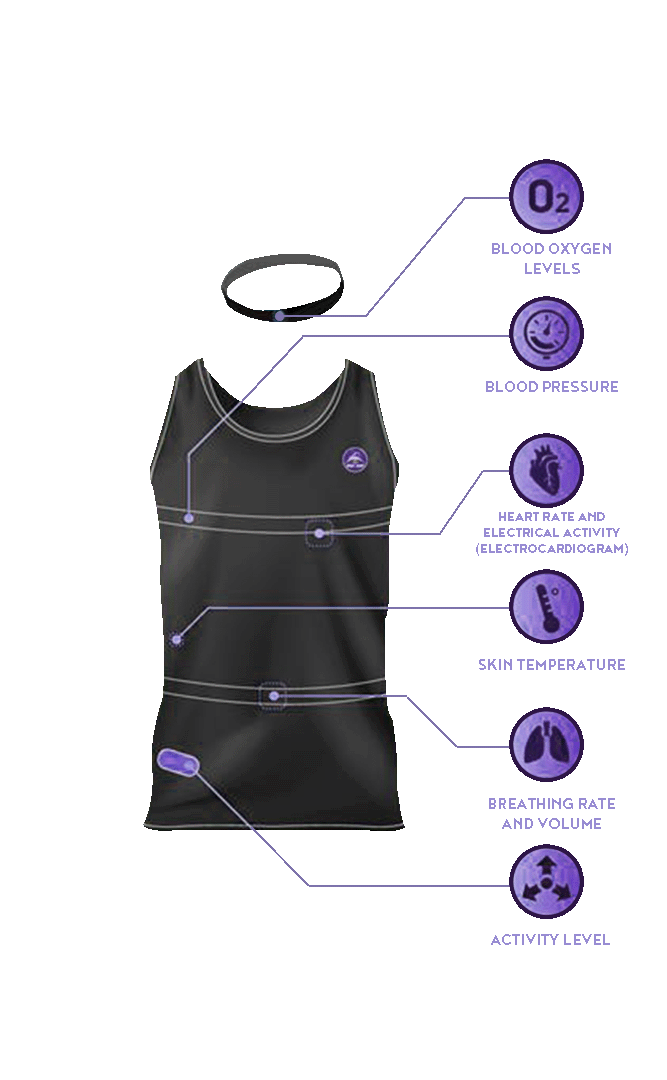 O2
BLOOD OXYGEN
LEVELS
BLOOD PRESSURE
HEART RATE AND
ELECTRICAL ACTIVITY
(ELECTROCARDIOGRAM)
SKIN TEMPERATURE
BREATHING RATE
AND VOLUME
ACTIVITY LEVEL